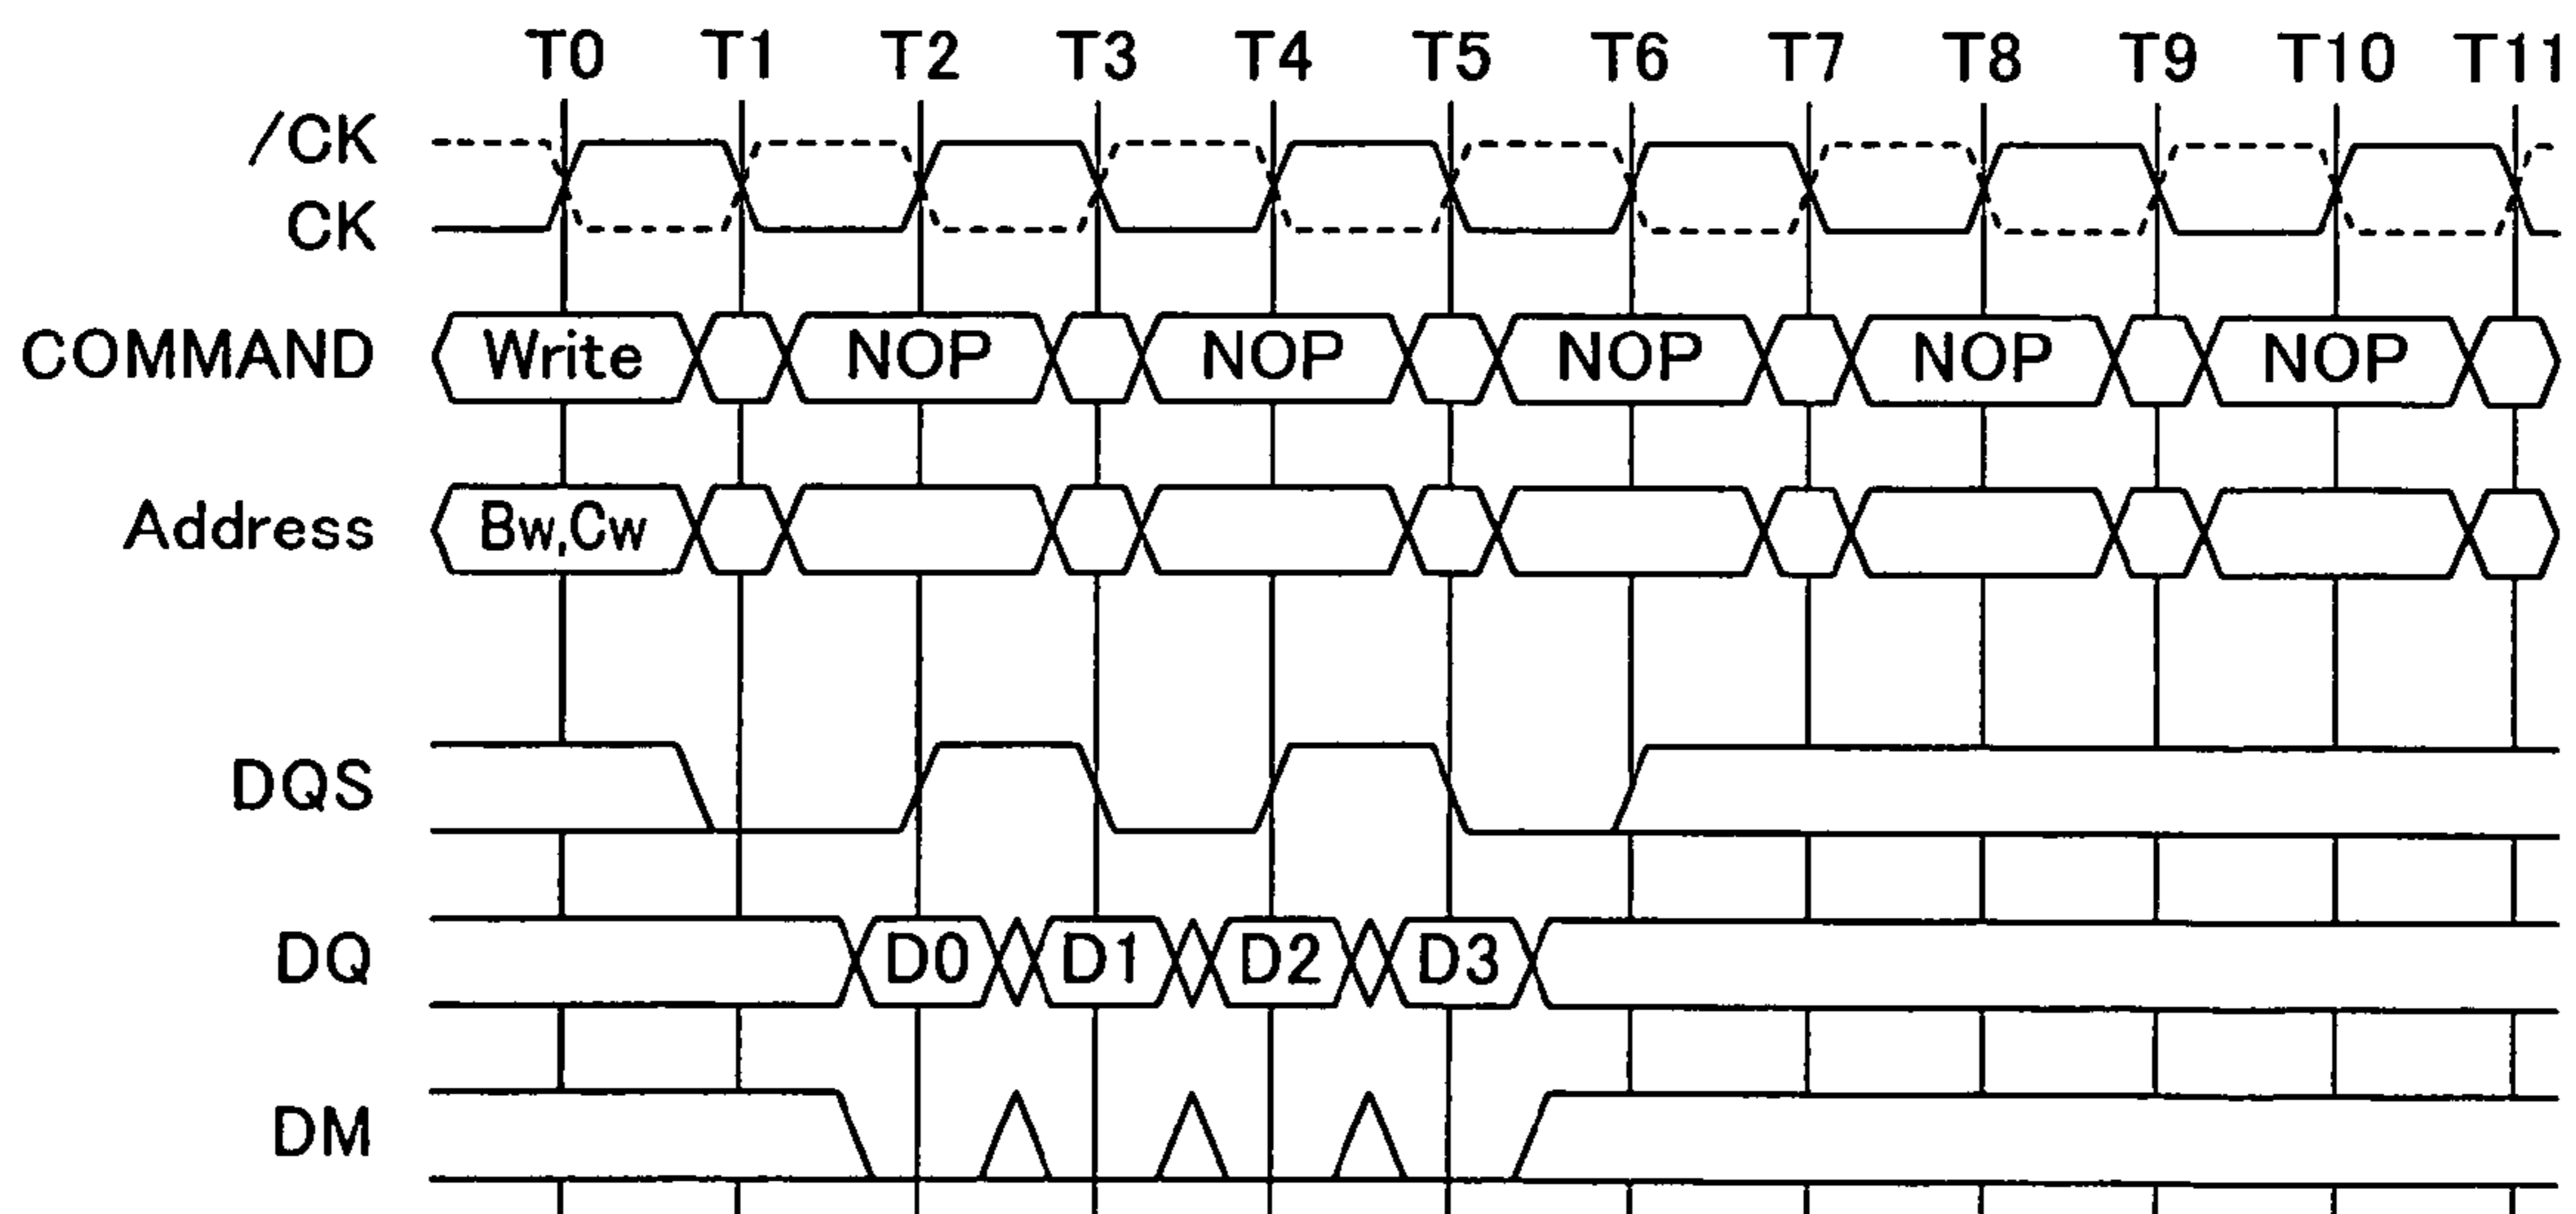 T0 T1 T2 T3 T4 T5 T6 T7 T8 T9 T10 T11
/CK
CK
COMMAND Write NOP NOP NOP NOP NOP
Address Bw,Cw
DQS
DQ D0 D1 D2 D3
DM